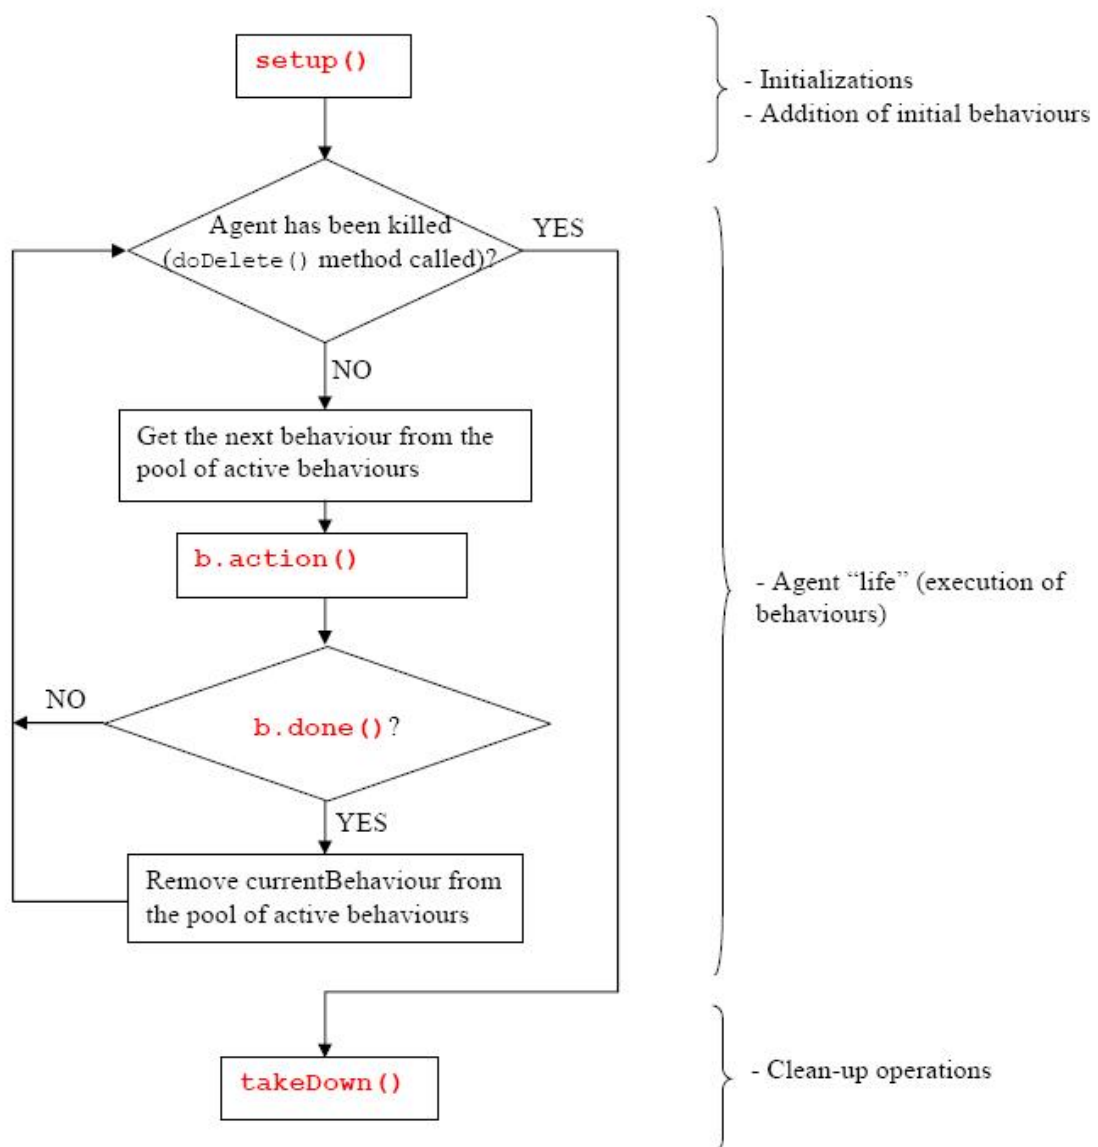 setup()
- Initializations
- Addition of initial behaviours
Agent has been killed
(doDelete() method called)?
YES
NO
Get the next behaviour from the
pool of active behaviours
b.action()
- Agent “life” (execution of
behaviours)
NO
b.done()?
YES
Remove currentBehaviour from
the pool of active behaviours
takeDown()
- Clean-up operations